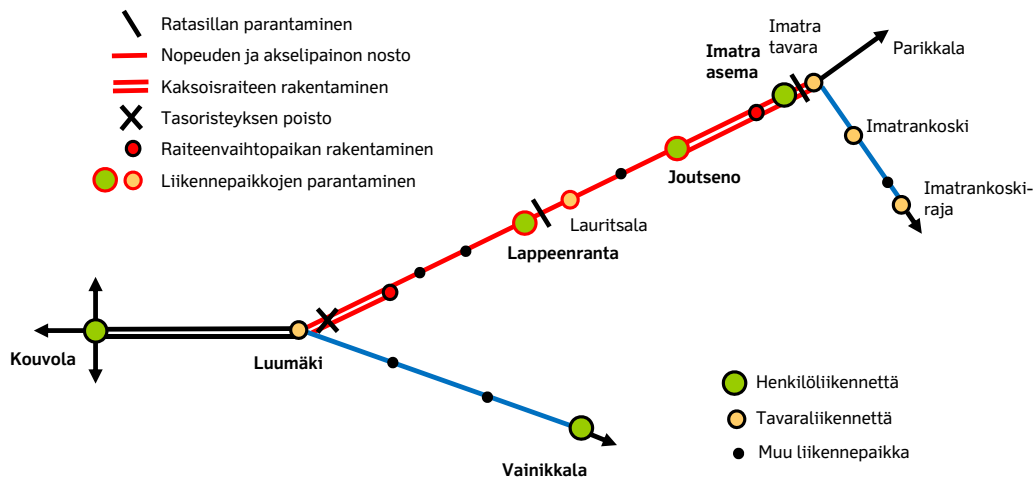 Ratasillan parantaminen
Nopeuden ja akselipainon nosto
Kaksoisraiteen rakentaminen
Tasoristeyksen poisto
Raiteenvaihtopaikan rakentaminen
Liikennepaikkojen parantaminen
Imatra
tavara
Imatra
asema
Parikkala
Imatrankoski
Imatrankoski-
raja
Joutseno
Lauritsala
Lappeenranta
Kouvola
Luumäki
Vainikkala
Henkilöliikennettä
Tavaraliikennettä
Muu liikennepaikka